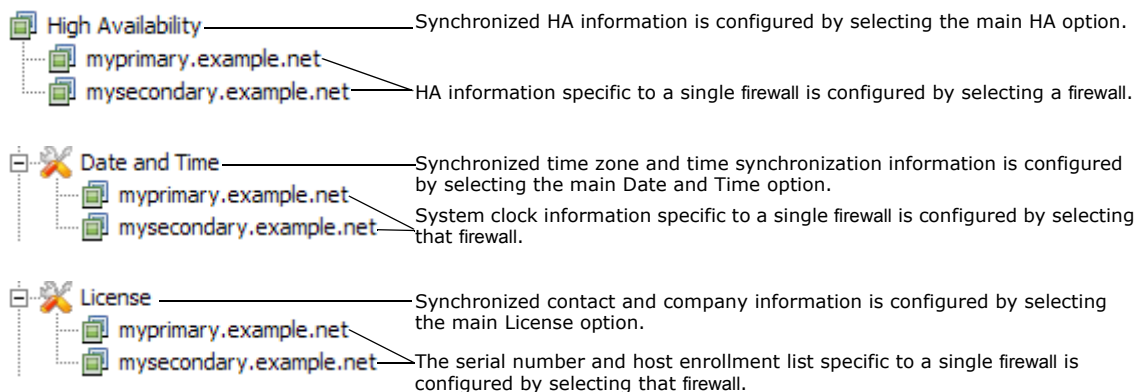 High Availability
Synchronized HA information is configured by selecting the main HA option.
myprimary.example.net
mysecondary.example.net
HA information specific to a single firewall is configured by selecting a firewall.
Date and Time
Synchronized time zone and time synchronization information is configured
by selecting the main Date and Time option.
myprimary.example.net
mysecondary.example.net
System clock information specific to a single firewall is configured by selecting
that firewall.
License
Synchronized contact and company information is configured by selecting
the main License option.
myprimary.example.net
mysecondary.example.net
The serial number and host enrollment list specific to a single firewall is
configured by selecting that firewall.